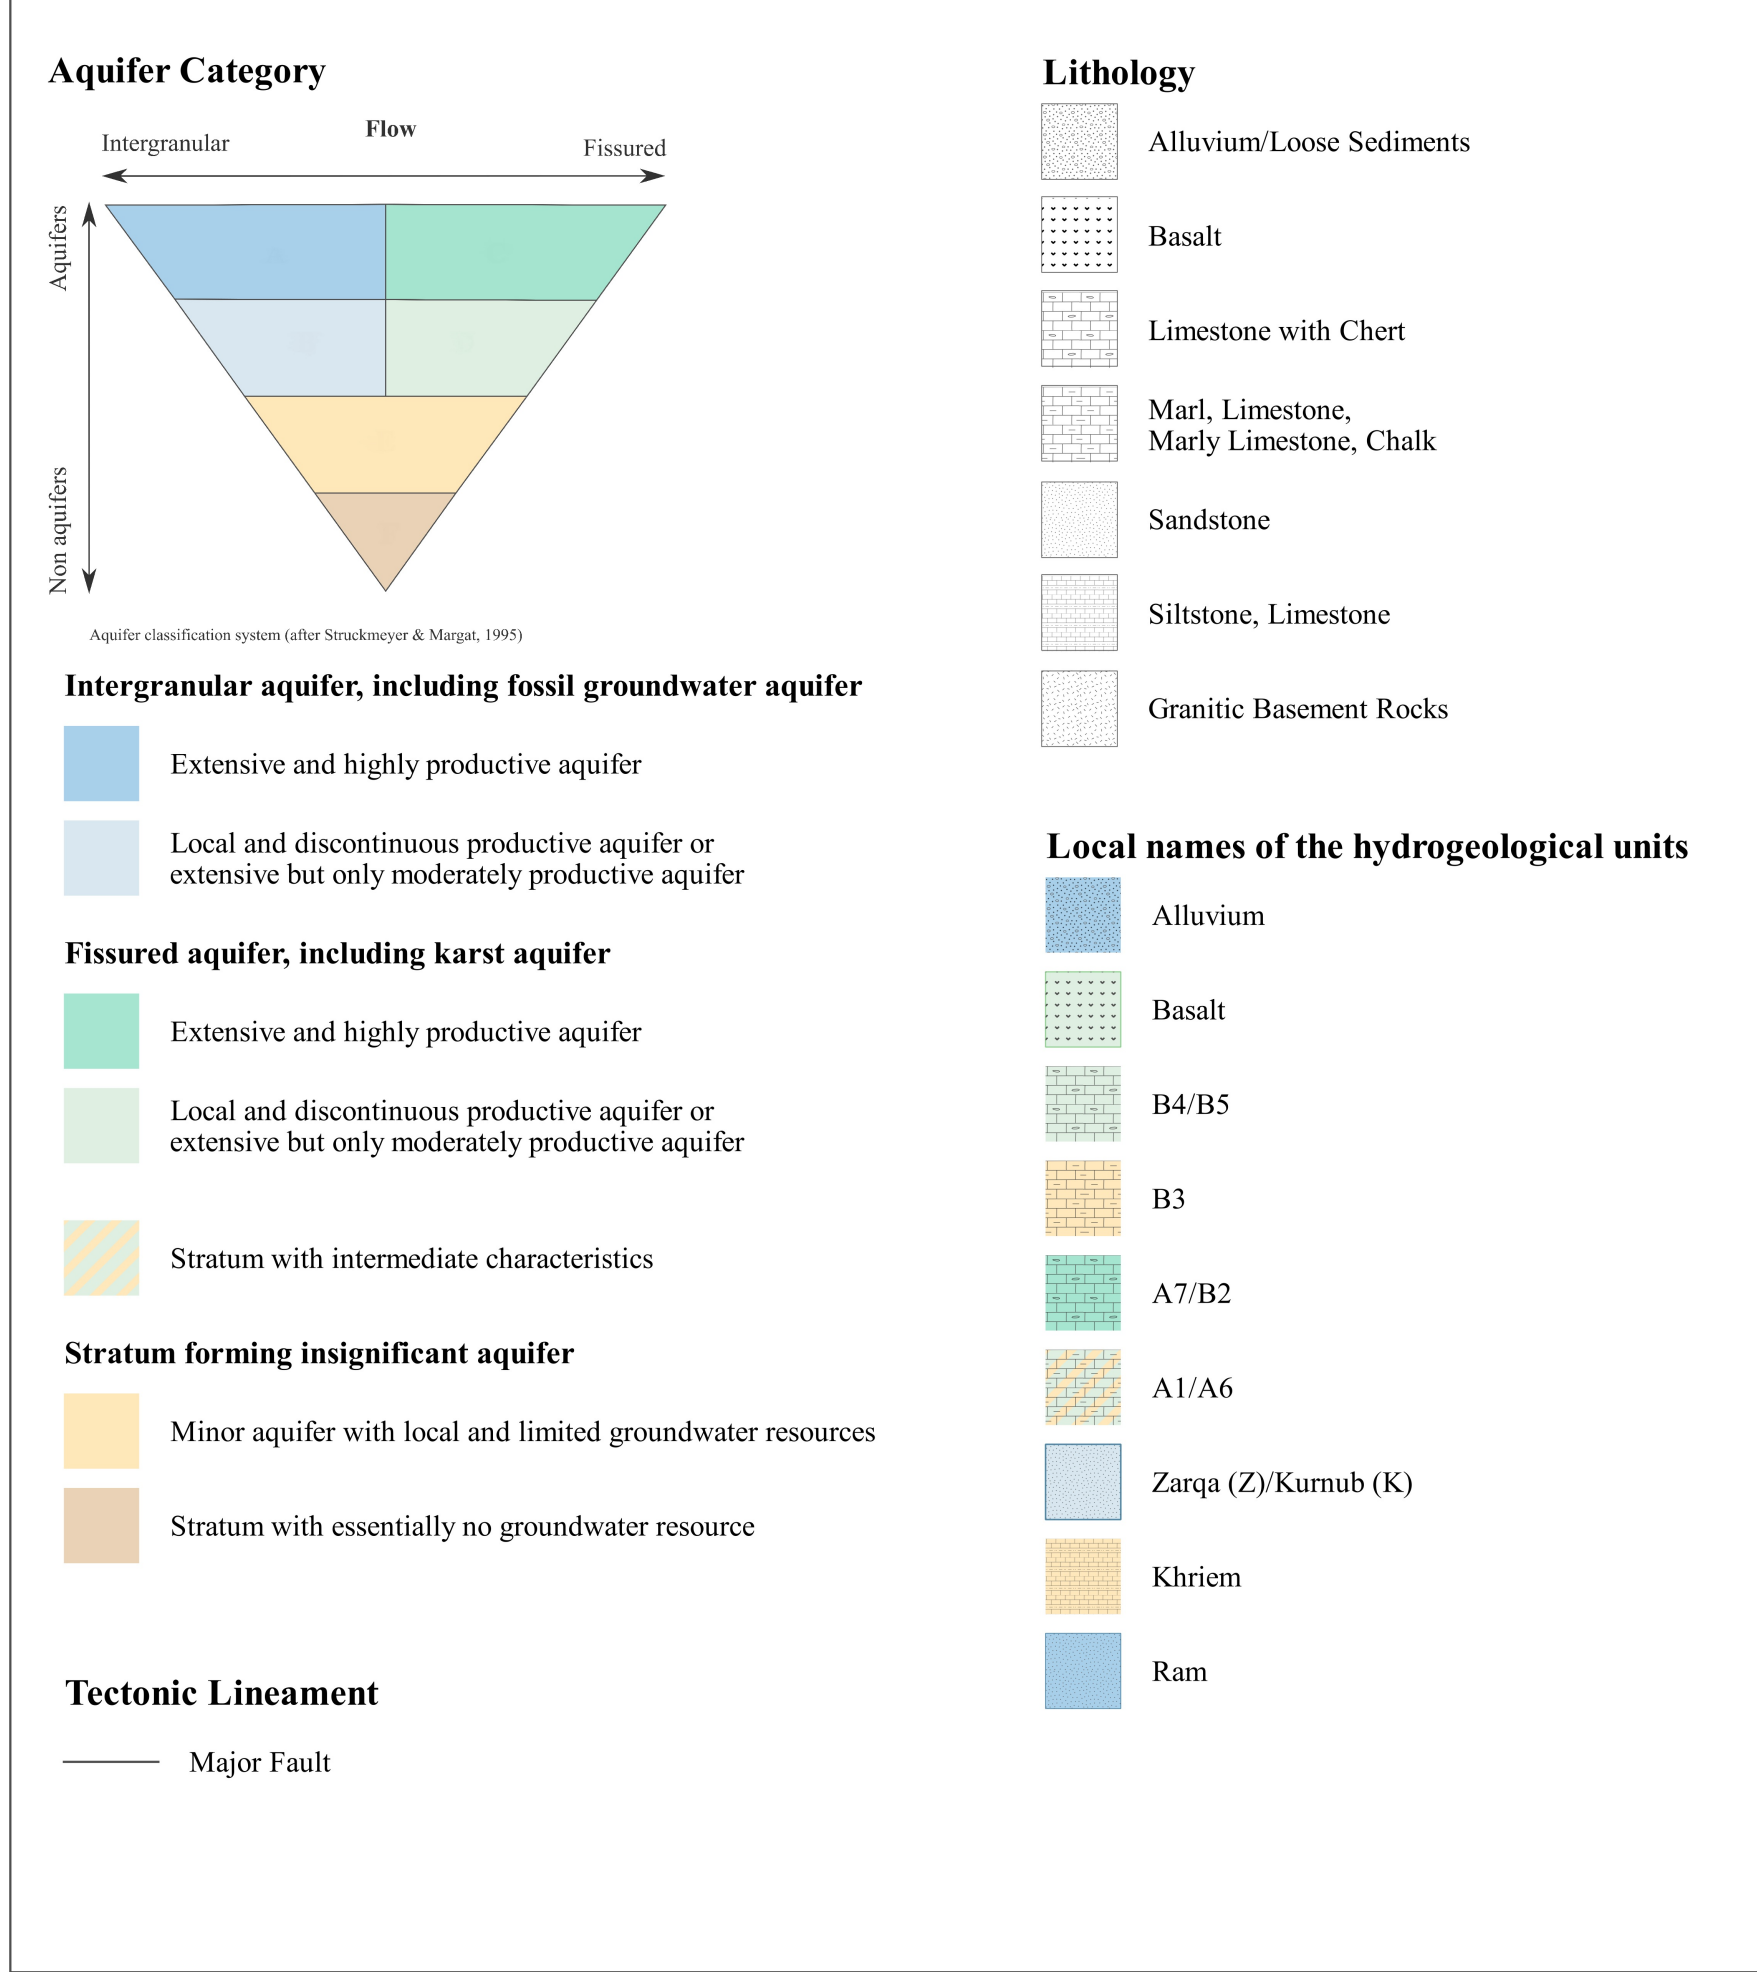 Aquifer Category
Flow
Intergranular
Fissured
Aquifers
Non aquifers
Aquifer classification system (after Struckmeyer & Margat, 1995)
Intergranular aquifer, including fossil groundwater aquifer
Extensive and highly productive aquifer
Local and discontinuous productive aquifer or
extensive but only moderately productive aquifer
Fissured aquifer, including karst aquifer
Extensive and highly productive aquifer
Local and discontinuous productive aquifer or
extensive but only moderately productive aquifer
Stratum with intermediate characteristics
Stratum forming insignificant aquifer
Minor aquifer with local and limited groundwater resources
Stratum with essentially no groundwater resource
Tectonic Lineament
Major Fault
Lithology
Alluvium/Loose Sediments
Basalt
Limestone with Chert
Marl, Limestone,
Marly Limestone, Chalk
Sandstone
Siltstone, Limestone
Granitic Basement Rocks
Local names of the hydrogeological units
Alluvium
Basalt
B4/B5
B3
A7/B2
A1/A6
Zarqa (Z)/Kurnub (K)
Khriem
Ram